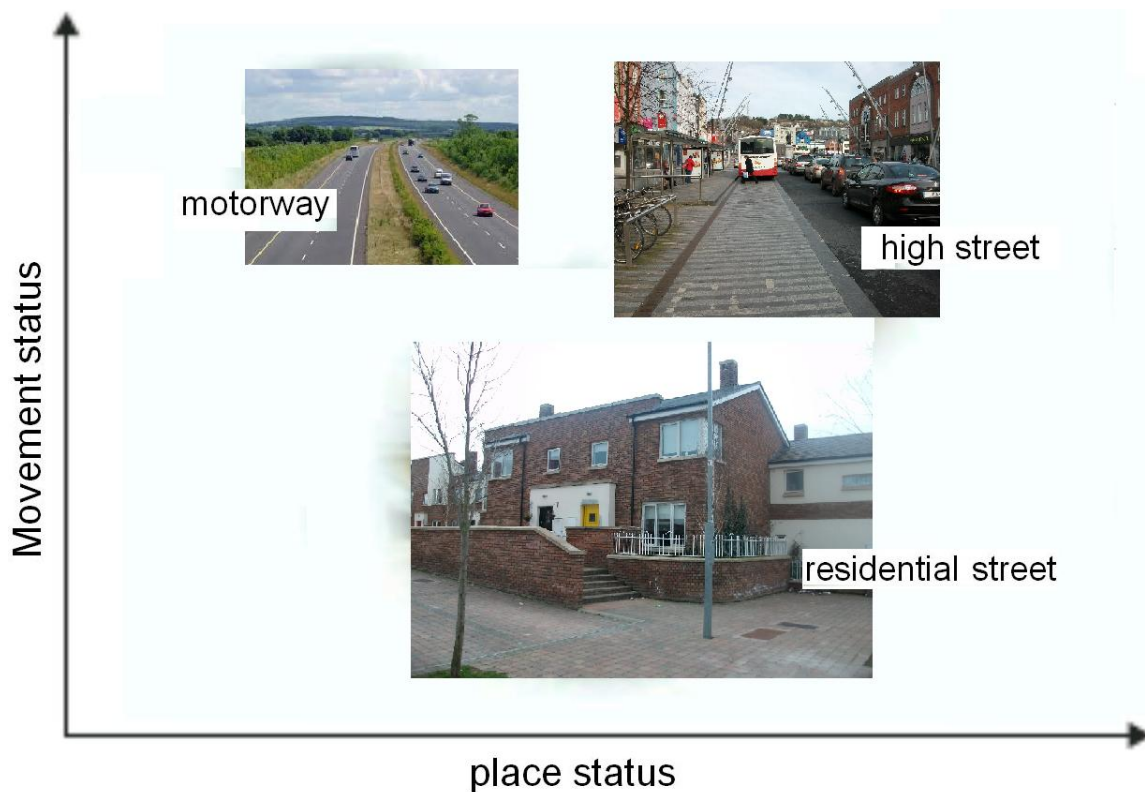 motorway
high street
residential street
Movement status
place status